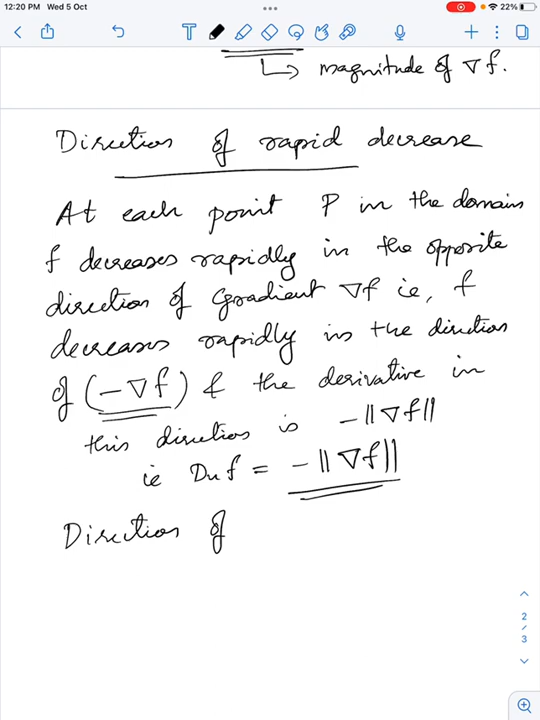 12:20 PM Wed 5 Oct
22%
magnitude of ∇f.
Direction of rapid decrease
At each point P in the domain
f decreases rapidly in the opposite
direction of Gradient ∇f ie, f
decreases rapidly in the direction
of (-∇f) & the derivative in
this direction is -||∇f||
ie Duf = -||∇f||
Direction of
2
/
3